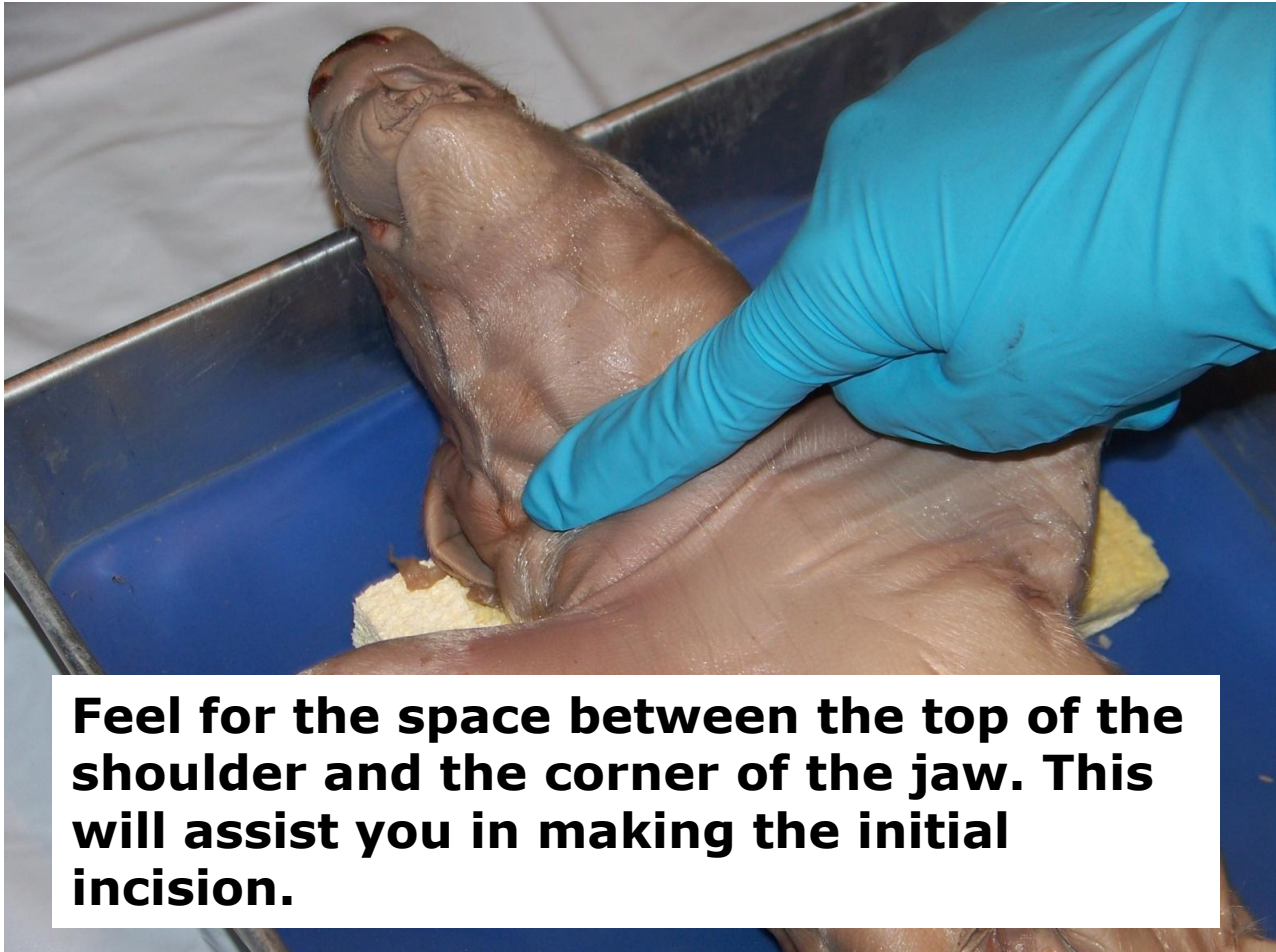 Feel for the space between the top of the
shoulder and the corner of the jaw. This
will assist you in making the initial
incision.